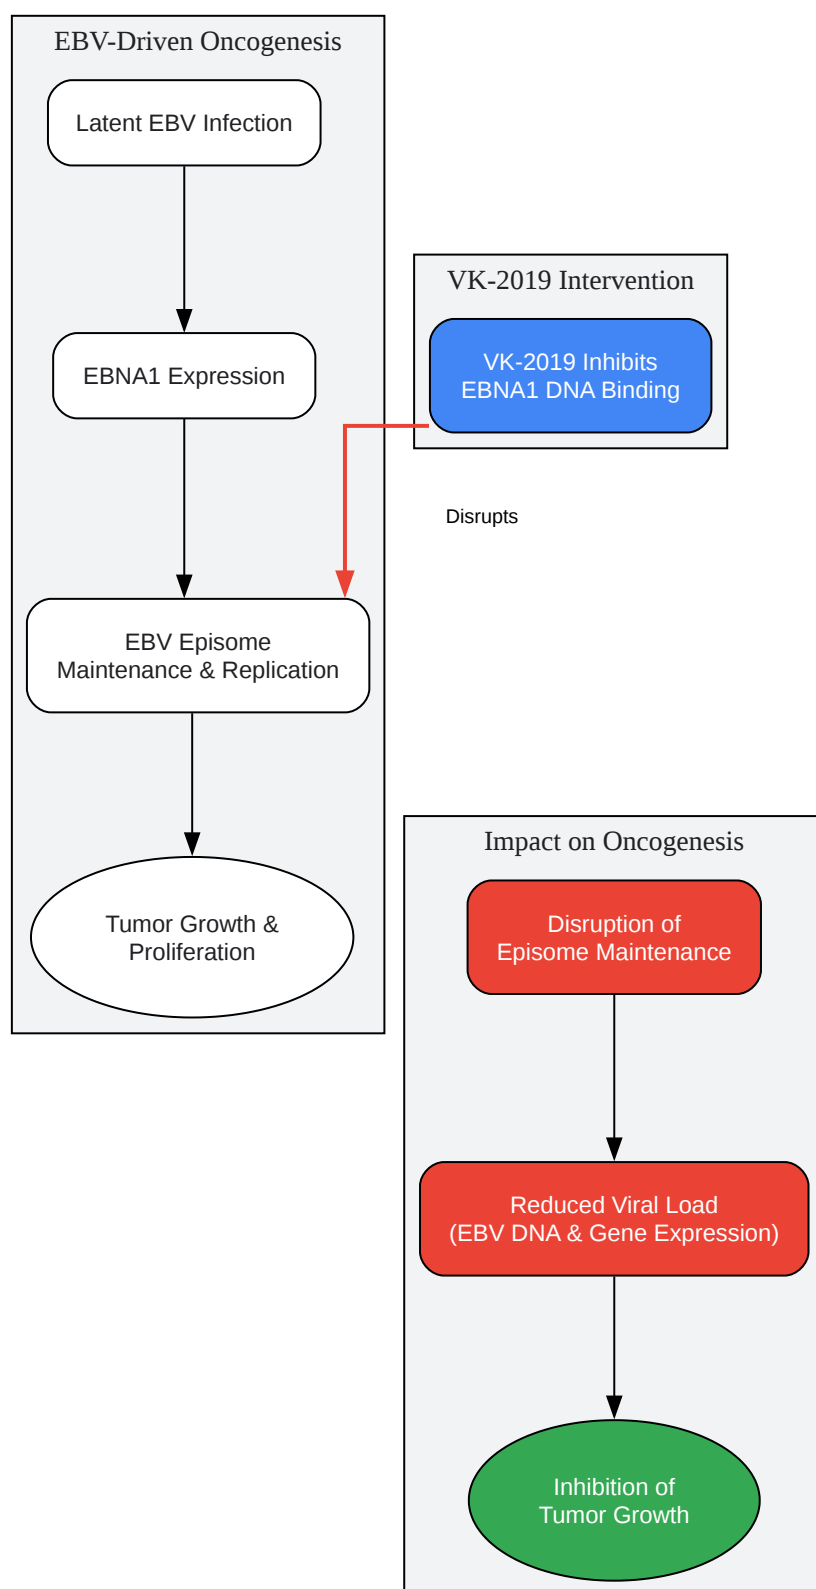 EBV-Driven Oncogenesis
Latent EBV Infection
EBNA1 Expression
EBV Episome
Maintenance & Replication
Tumor Growth &
Proliferation
VK-2019 Intervention
VK-2019 Inhibits
EBNA1 DNA Binding
Disrupts
Impact on Oncogenesis
Disruption of
Episome Maintenance
Reduced Viral Load
(EBV DNA & Gene Expression)
Inhibition of
Tumor Growth